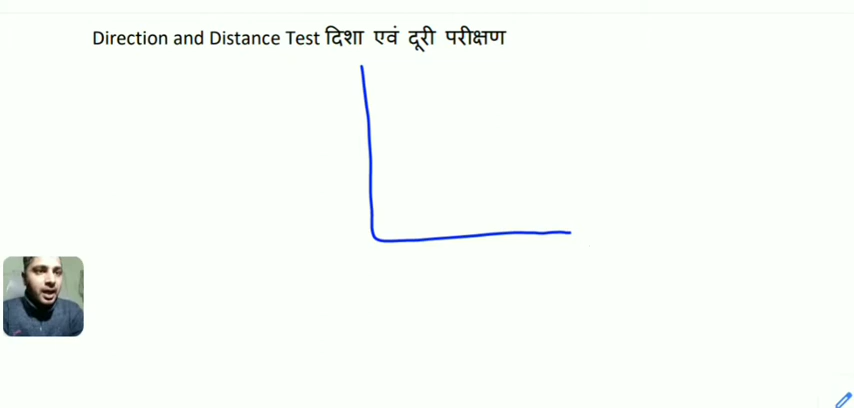 Direction and Distance Test दिशा एवं दूरी परीक्षण